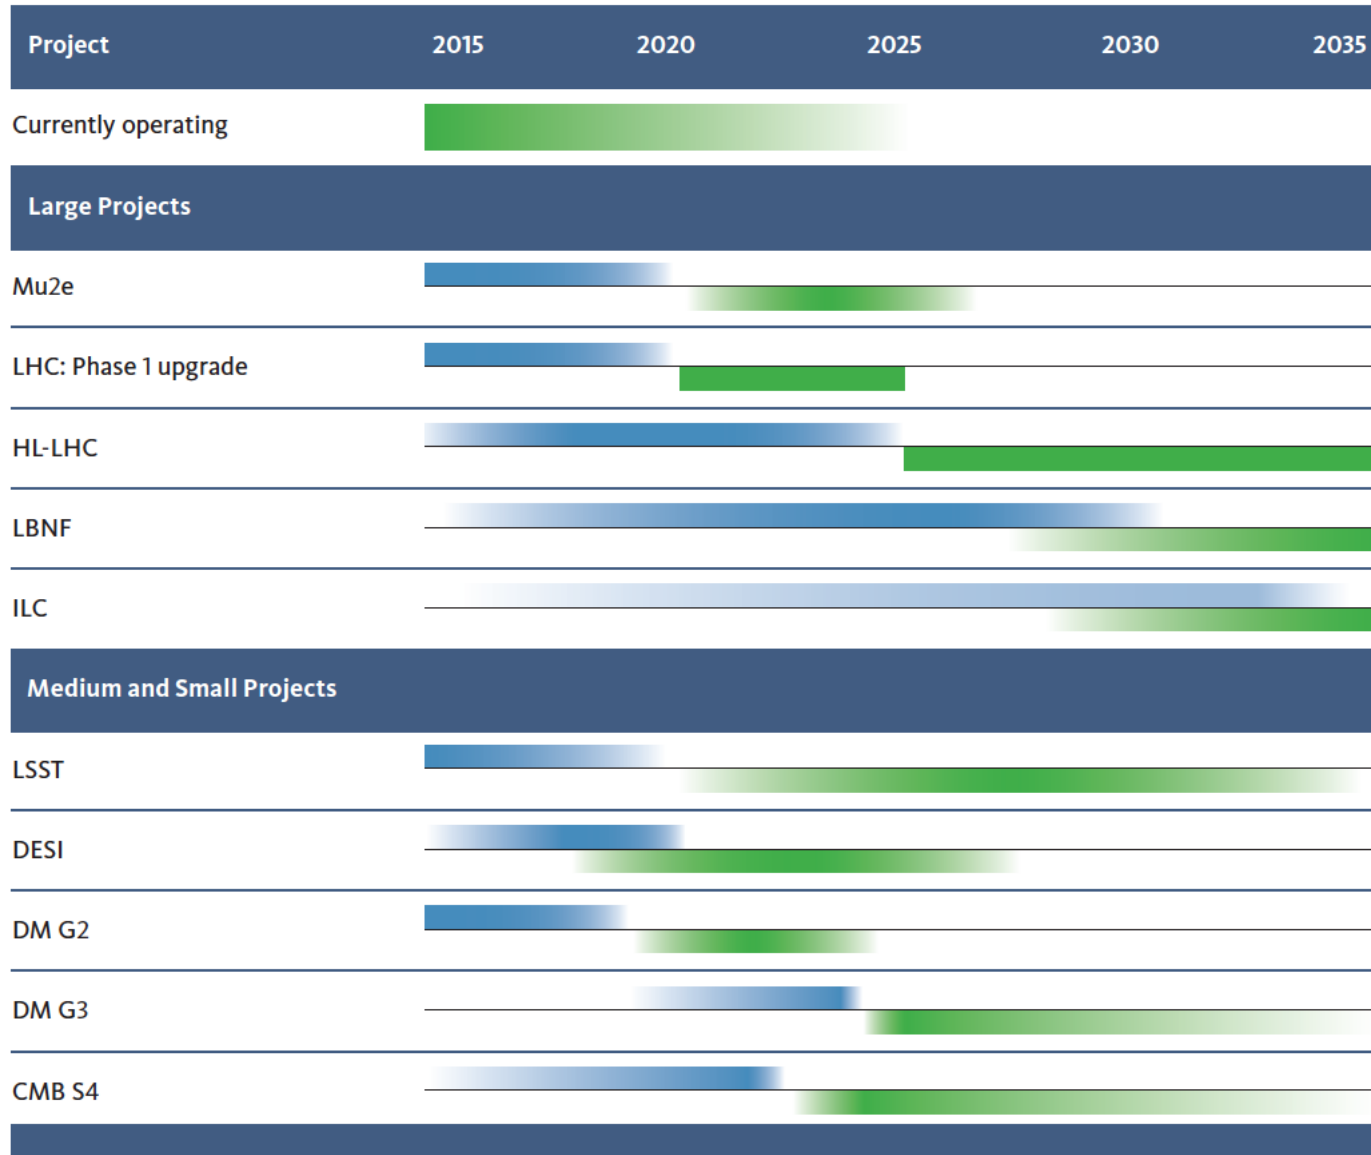 Project 2015 2020 2025 2030 2035
Currently operating
Large Projects
Mu2e
LHC: Phase 1 upgrade
HL-LHC
LBNF
ILC
Medium and Small Projects
LSST
DESI
DM G2
DM G3
CMB S4